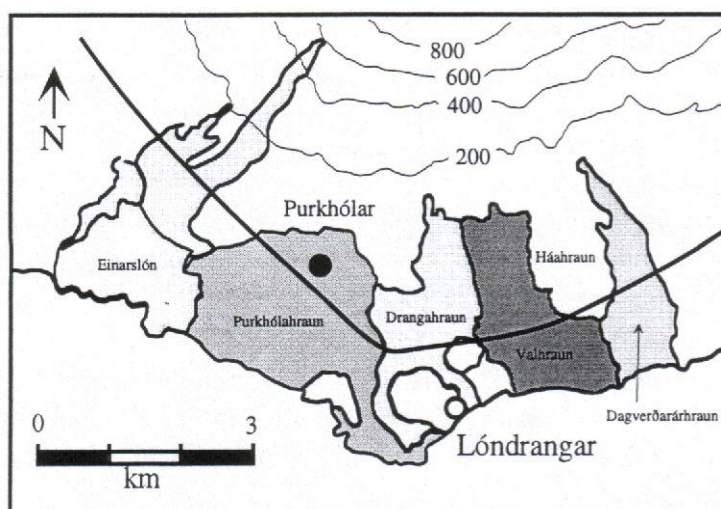 800
600
400
200
N
Purkhólar
Einarslón
Háahraun
Purkhólahraun
Drangahraun
Valhraun
Dagverðarárhraun
0 3
Lóndrangar
km